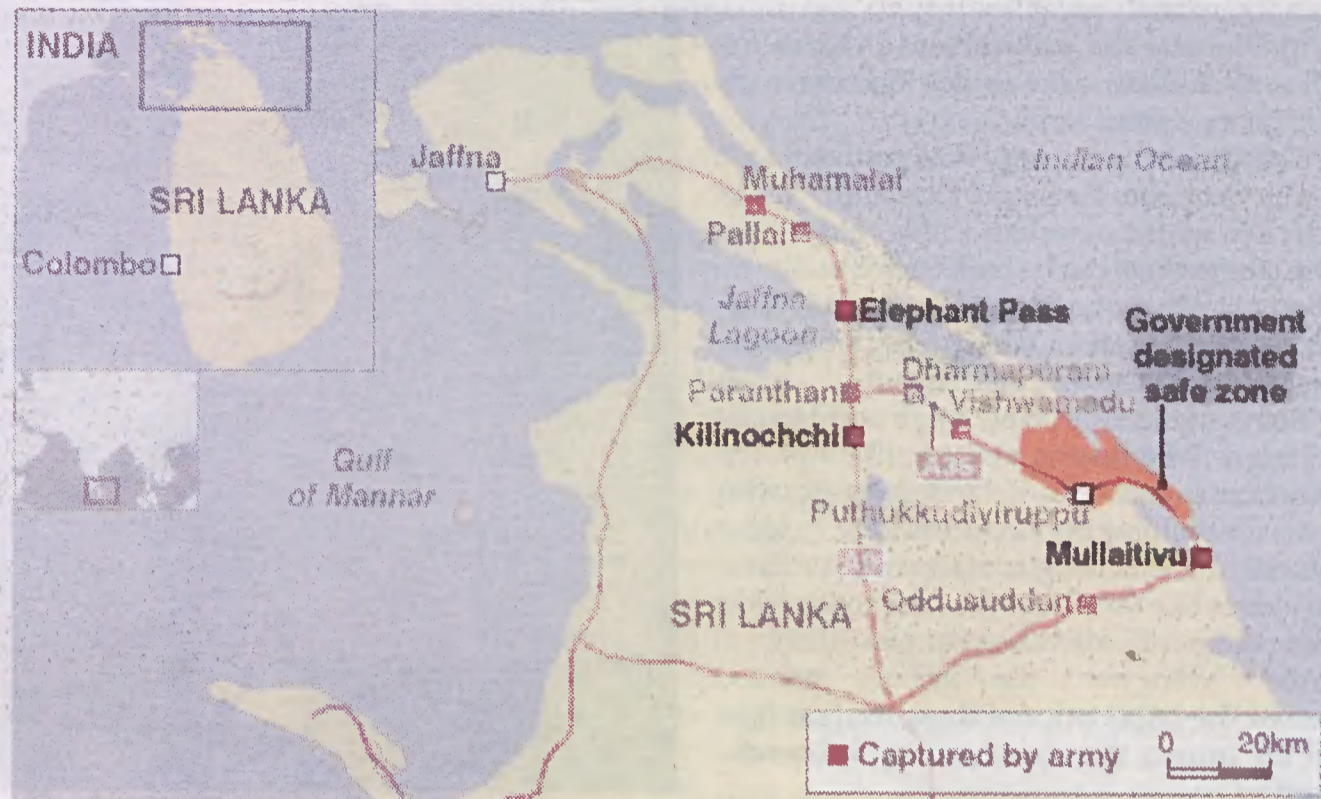 INDIA
SRI LANKA
Colombo
Jaffna
Muhamalai
Pallai
Indian Ocean
Jaffna
Lagoon
Elephant Pass
Government
designated
safe zone
Paranthan
Dharmapuram
Vishwamadu
Kilinochchi
A35
Gulf
of Mannar
Puthukkudiyiruppu
Mullaitivu
Oddusuddan
SRI LANKA
Captured by army
0 20km